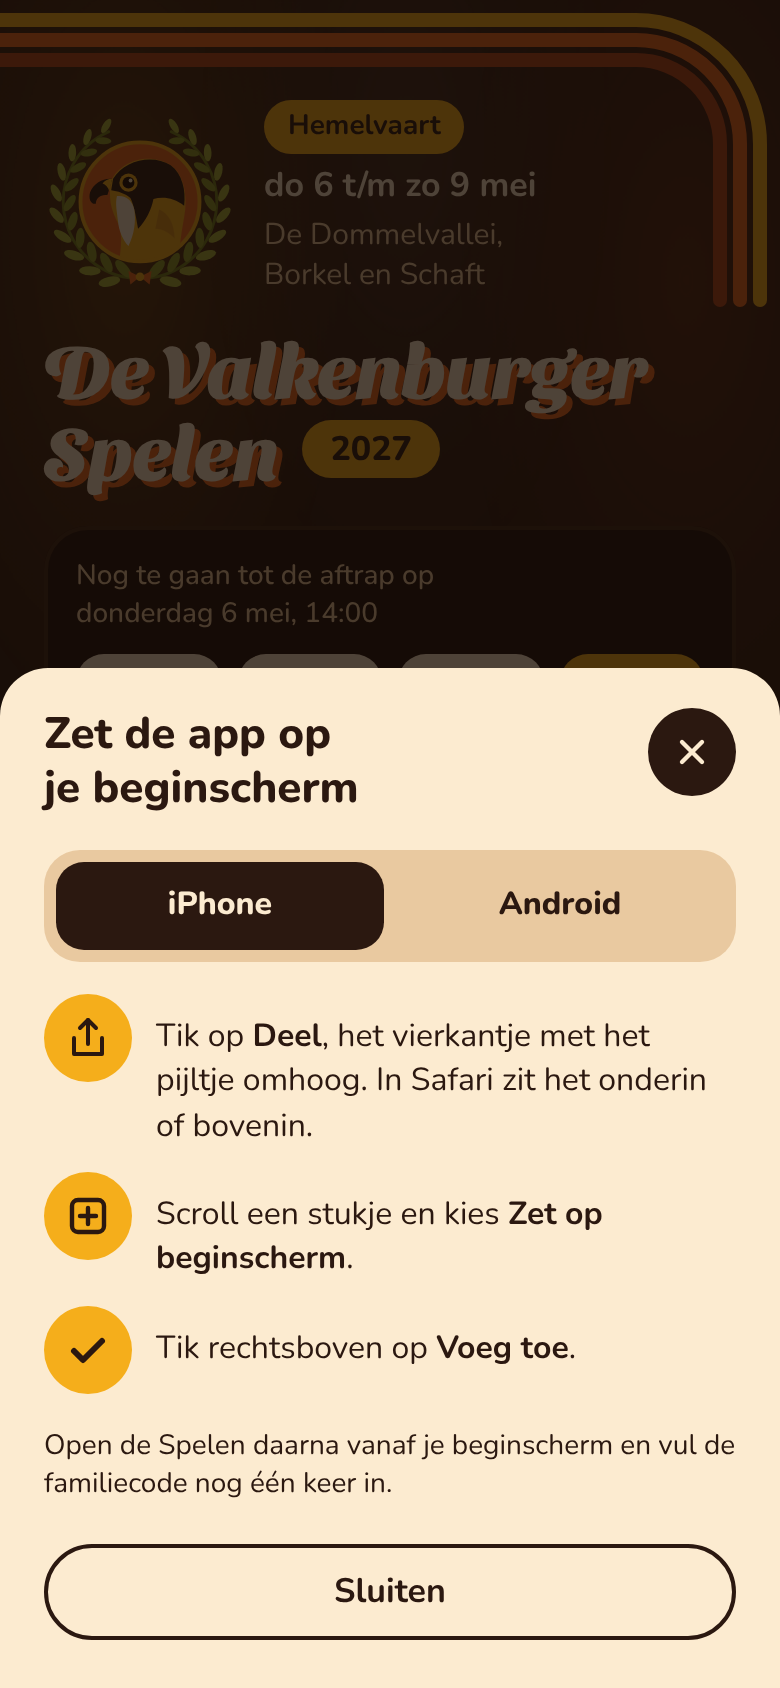 Hemelvaart
do 6 t/m zo 9 mei
De Dommelvallei,
Borkel en Schaft
De Valkenburger
Spelen 2027
Nog te gaan tot de aftrap op
donderdag 6 mei, 14:00
Zet de app op
je beginscherm
iPhone Android
Tik op Deel, het vierkantje met het
pijltje omhoog. In Safari zit het onderin
of bovenin.
Scroll een stukje en kies Zet op
beginscherm.
Tik rechtsboven op Voeg toe.
Open de Spelen daarna vanaf je beginscherm en vul de
familiecode nog één keer in.
Sluiten